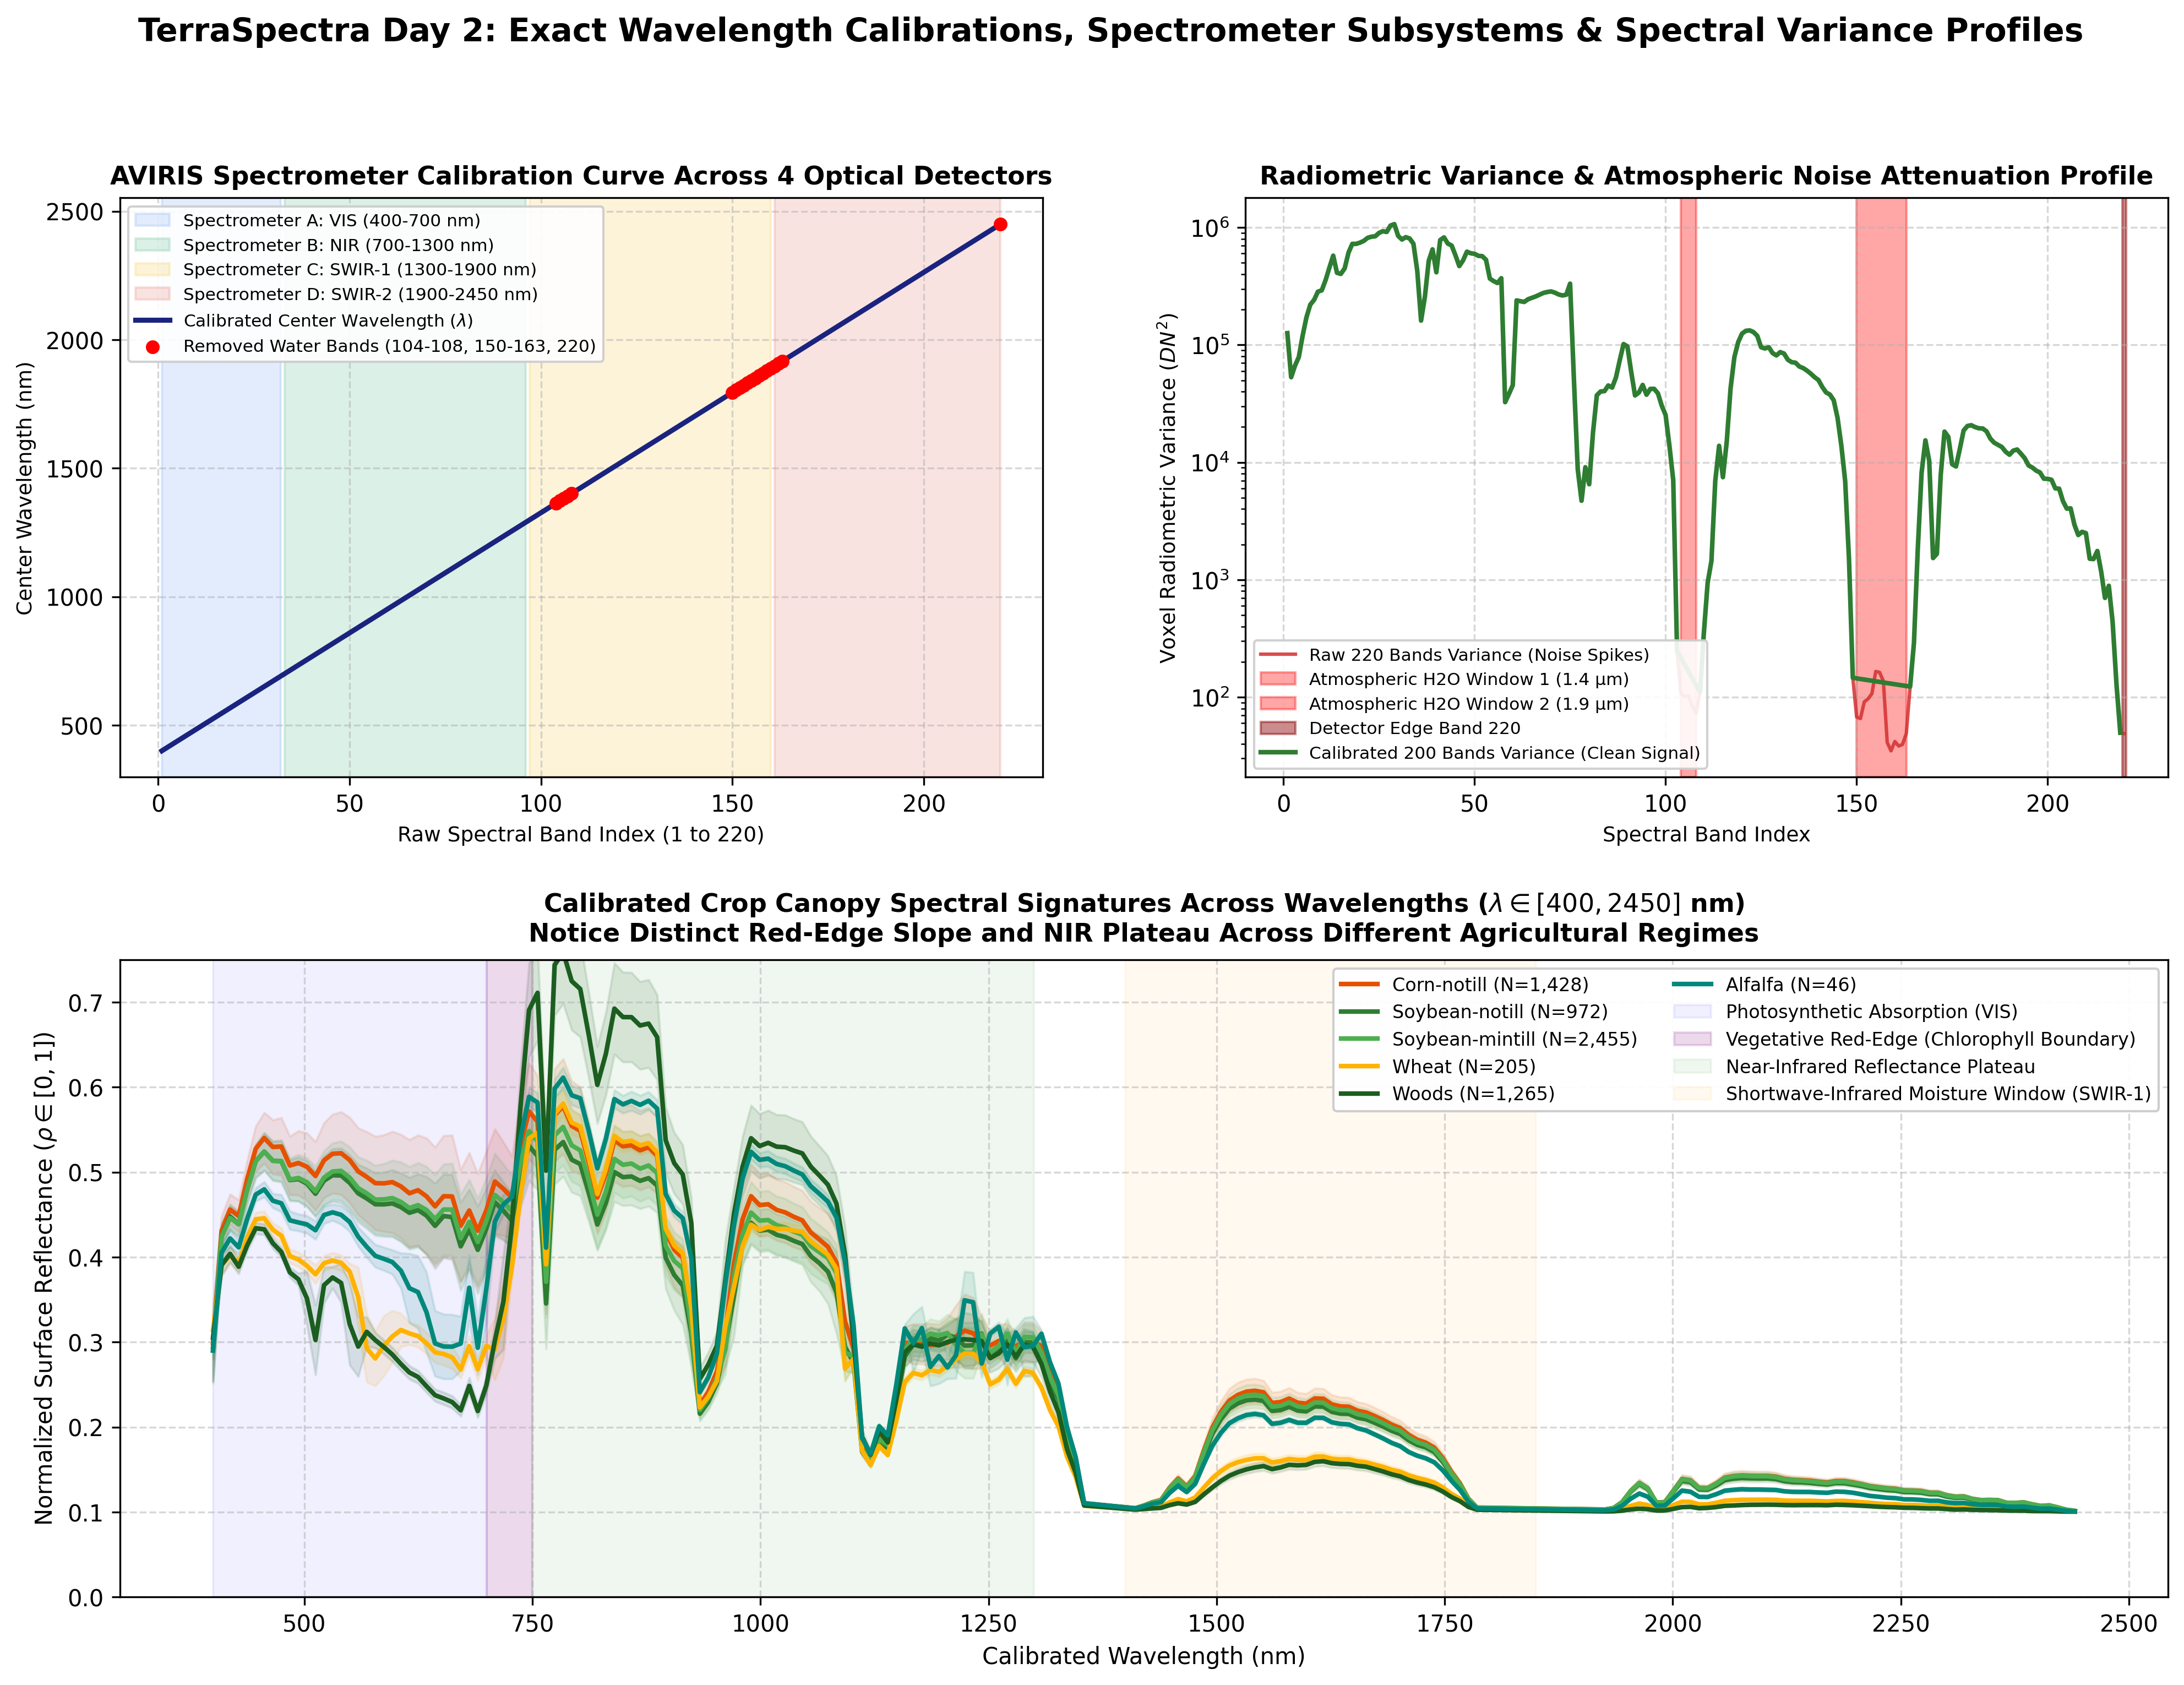 TerraSpectra Day 2: Exact Wavelength Calibrations, Spectrometer Subsystems & Spectral Variance Profiles
AVIRIS Spectrometer Calibration Curve Across 4 Optical Detectors
Center Wavelength (nm)
2500
2000
1500
1000
500
Spectrometer A: VIS (400-700 nm)
Spectrometer B: NIR (700-1300 nm)
Spectrometer C: SWIR-1 (1300-1900 nm)
Spectrometer D: SWIR-2 (1900-2450 nm)
Calibrated Center Wavelength (λ)
Removed Water Bands (104-108, 150-163, 220)
0 50 100 150 200
Raw Spectral Band Index (1 to 220)
Radiometric Variance & Atmospheric Noise Attenuation Profile
Voxel Radiometric Variance (DN²)
10⁶
10⁵
10⁴
10³
10²
Raw 220 Bands Variance (Noise Spikes)
Atmospheric H2O Window 1 (1.4 μm)
Atmospheric H2O Window 2 (1.9 μm)
Detector Edge Band 220
Calibrated 200 Bands Variance (Clean Signal)
0 50 100 150 200
Spectral Band Index
Calibrated Crop Canopy Spectral Signatures Across Wavelengths (λ ∈ [400, 2450] nm)
Notice Distinct Red-Edge Slope and NIR Plateau Across Different Agricultural Regimes
Normalized Surface Reflectance (ρ ∈ [0, 1])
0.7
0.6
0.5
0.4
0.3
0.2
0.1
0.0
Corn-notill (N=1,428)
Soybean-notill (N=972)
Soybean-mintill (N=2,455)
Wheat (N=205)
Woods (N=1,265)
Alfalfa (N=46)
Photosynthetic Absorption (VIS)
Vegetative Red-Edge (Chlorophyll Boundary)
Near-Infrared Reflectance Plateau
Shortwave-Infrared Moisture Window (SWIR-1)
500 750 1000 1250 1500 1750 2000 2250 2500
Calibrated Wavelength (nm)